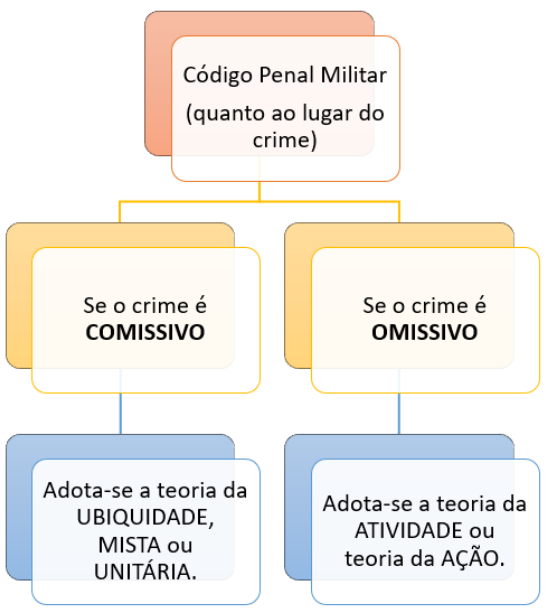 Código Penal Militar
(quanto ao lugar do
crime)
Se o crime é
COMISSIVO
Se o crime é
OMISSIVO
Adota-se a teoria da
UBIQUIDADE,
MISTA ou
UNITÁRIA.
Adota-se a teoria da
ATIVIDADE ou
teoria da AÇÃO.